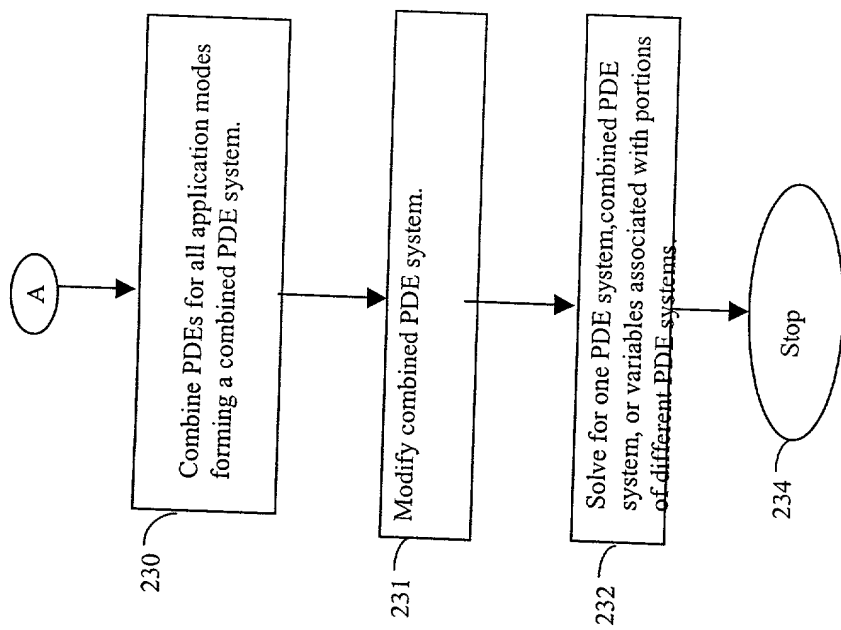 A
Combine PDEs for all application modes
forming a combined PDE system.
230
Modify combined PDE system.
231
Solve for one PDE system,combined PDE
system, or variables associated with portions
of different PDE systems.
232
Stop
234